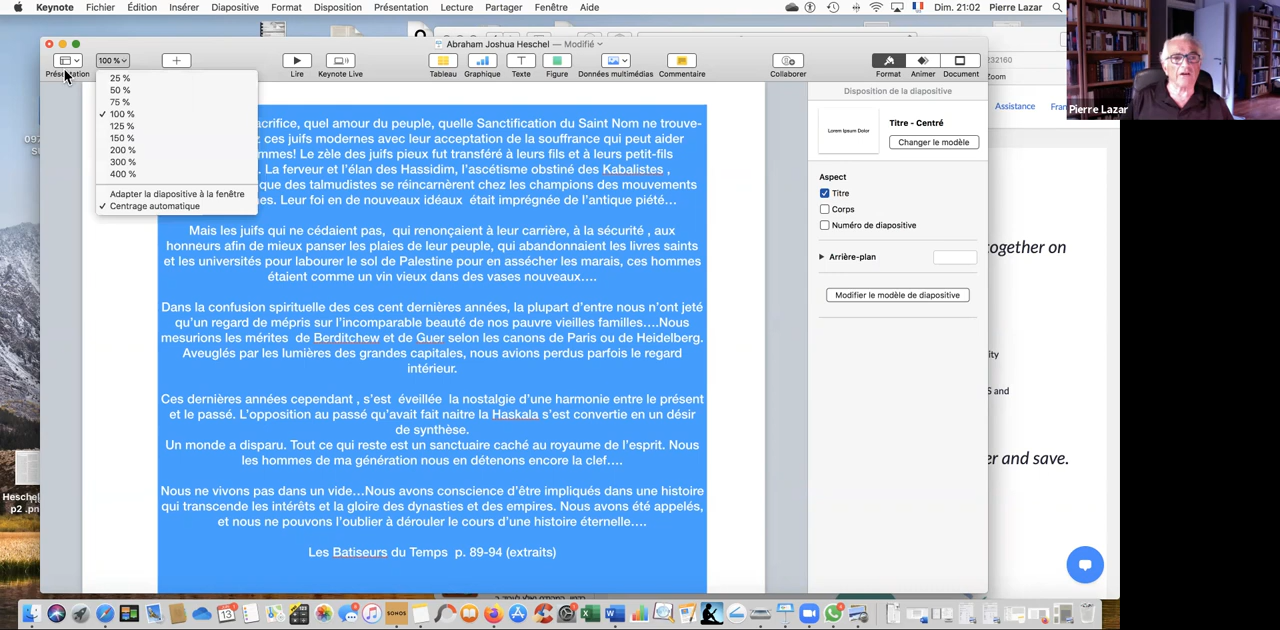 Keynote Fichier Édition Insérer Diapositive Format Disposition Présentation Lecture Partager Fenêtre Aide Dim. 21:02 Pierre Lazar
Abraham Joshua Heschel — Modifié
100 %
Présentation Lire Keynote Live Tableau Graphique Texte Figure Données multimédias Commentaire Collaborer Format Animer Document
25 %
50 %
75 %
100 %
125 %
150 %
200 %
300 %
400 %
Adapter la diapositive à la fenêtre
Centrage automatique
acrifice, quel amour du peuple, quelle Sanctification du Saint Nom ne trouve-
ces juifs modernes avec leur acceptation de la souffrance qui peut aider
mmes! Le zèle des juifs pieux fut transféré à leurs fils et à leurs petit-fils
. La ferveur et l'élan des Hassidim, l'ascétisme obstiné des Kabalistes ,
que des talmudistes se réincarnèrent chez les champions des mouvements
nes. Leur foi en de nouveaux idéaux était imprégnée de l'antique piété…
Mais les juifs qui ne cédaient pas, qui renonçaient à leur carrière, à la sécurité , aux
honneurs afin de mieux panser les plaies de leur peuple, qui abandonnaient les livres saints
et les universités pour labourer le sol de Palestine pour en assécher les marais, ces hommes
étaient comme un vin vieux dans des vases nouveaux….
Dans la confusion spirituelle des ces cent dernières années, la plupart d'entre nous n'ont jeté
qu'un regard de mépris sur l'incomparable beauté de nos pauvre vieilles familles….Nous
mesurions les mérites de Berditchew et de Guer selon les canons de Paris ou de Heidelberg.
Aveuglés par les lumières des grandes capitales, nous avions perdus parfois le regard
intérieur.
Ces dernières années cependant , s'est éveillée la nostalgie d'une harmonie entre le présent
et le passé. L'opposition au passé qu'avait fait naitre la Haskala s'est convertie en un désir
de synthèse.
Un monde a disparu. Tout ce qui reste est un sanctuaire caché au royaume de l'esprit. Nous
les hommes de ma génération nous en détenons encore la clef….
Nous ne vivons pas dans un vide…Nous avons conscience d'être impliqués dans une histoire
qui transcende les intérêts et la gloire des dynasties et des empires. Nous avons été appelés,
et nous ne pouvons l'oublier à dérouler le cours d'une histoire éternelle….
Les Batiseurs du Temps p. 89-94 (extraits)
Disposition de la diapositive
Lorem Ipsum Dolor
Titre - Centré
Changer le modèle
Aspect
Titre
Corps
Numéro de diapositive
Arrière-plan
Modifier le modèle de diapositive
232160
Zoom
Assistance Fran
ogether on
ity
S and
er and save.
Heschel
p2 .pn
Pierre Lazar
13
SONOS